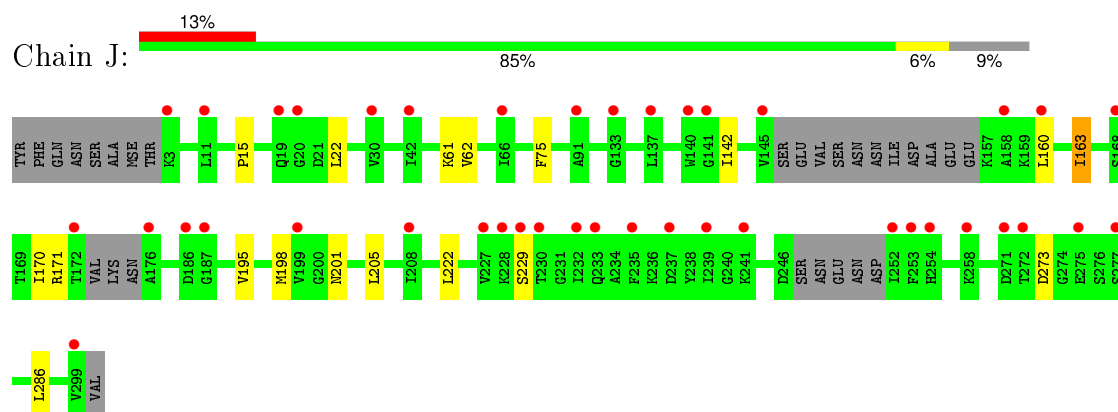 13%
Chain J:
85% 6% 9%
TYR PHE GLN ASN SER ALA MSE THR K3 L11 P15 Q19 G20 D21 L22 V30 I42 K61 V62 I66 F75 A91 G133 L137 W140 G141 I142 V145 SER GLU VAL SER ASN ASN ILE ASP ALA GLU GLU K157 A158 K159 L160 I163 S168
T169 I170 R171 T172 VAL LYS ASN A176 D186 G187 V195 M198 V199 G200 N201 L205 I208 L222 V227 K228 S229 T230 G231 I232 Q233 A234 F235 K236 D237 Y238 I239 G240 K241 D246 SER ASN GLU ASN ASP I252 F253 H254 K258 D271 T272 D273 G274 E275 S276 S277
L286 V299 VAL